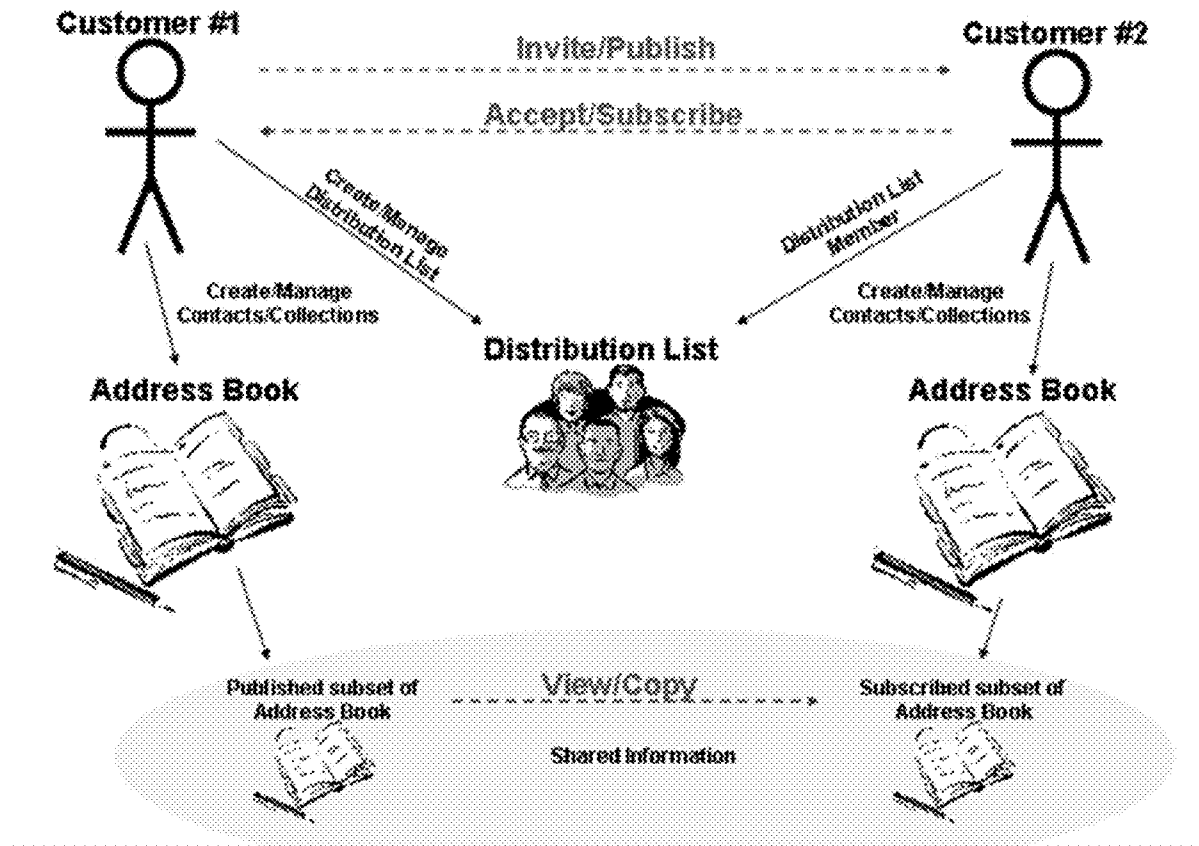 Customer #1
Customer #2
Invite/Publish
Accept/Subscribe
Create/Manage
Distribution List
Distribution List
Member
Create/Manage
Contacts/Collections
Create/Manage
Contacts/Collections
Distribution List
Address Book
Address Book
Published subset of
Address Book
View/Copy
Subscribed subset of
Address Book
Shared Information